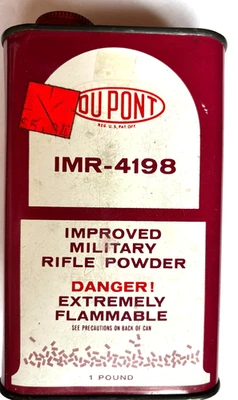 DU PONT
REG. U.S. PAT. OFF.
IMR-4198
IMPROVED
MILITARY
RIFLE POWDER
DANGER!
EXTREMELY
FLAMMABLE
SEE PRECAUTIONS ON BACK OF CAN
1 POUND